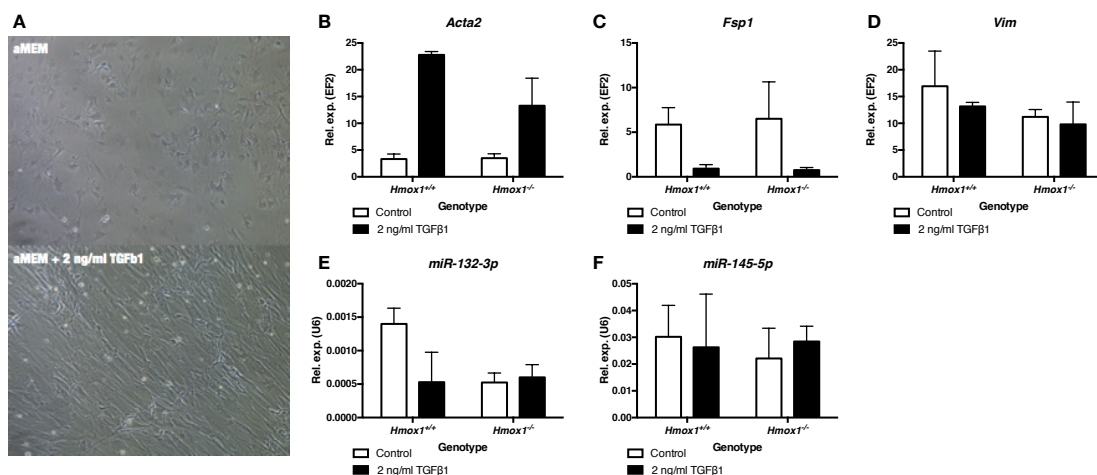 A
aMEM
aMEM + 2 ng/ml TGFb1
B
Acta2
Rel. exp. (EF2)
25
20
15
10
5
0
Hmox1+/+ Hmox1-/-
Genotype
Control
2 ng/ml TGFβ1
C
Fsp1
Rel. exp. (EF2)
15
10
5
0
Hmox1+/+ Hmox1-/-
Genotype
Control
2 ng/ml TGFβ1
D
Vim
Rel. exp. (EF2)
25
20
15
10
5
0
Hmox1+/+ Hmox1-/-
Genotype
Control
2 ng/ml TGFβ1
E
miR-132-3p
Rel. exp. (U6)
0.0020
0.0015
0.0010
0.0005
0.0000
Hmox1+/+ Hmox1-/-
Genotype
Control
2 ng/ml TGFβ1
F
miR-145-5p
Rel. exp. (U6)
0.05
0.04
0.03
0.02
0.01
0.00
Hmox1+/+ Hmox1-/-
Genotype
Control
2 ng/ml TGFβ1